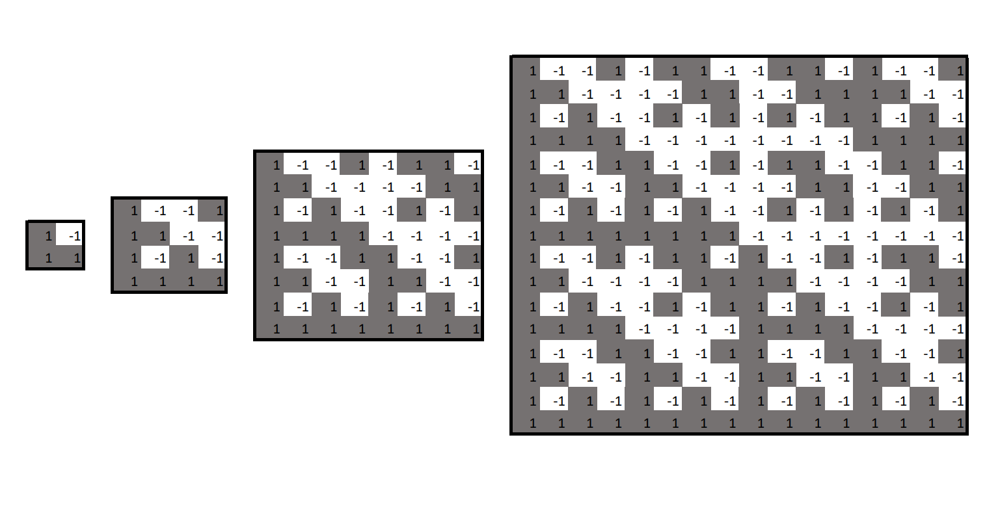 1 -1
1 1
1 -1 -1 1
1 1 -1 -1
1 -1 1 -1
1 1 1 1
1 -1 -1 1 -1 1 1 -1
1 1 -1 -1 -1 -1 1 1
1 -1 1 -1 -1 1 -1 1
1 1 1 1 -1 -1 -1 -1
1 -1 -1 1 1 -1 -1 1
1 1 -1 -1 1 1 -1 -1
1 -1 1 -1 1 -1 1 -1
1 1 1 1 1 1 1 1
1 -1 -1 1 -1 1 1 -1 -1 1 1 -1 1 -1 -1 1
1 1 -1 -1 -1 -1 1 1 -1 -1 1 1 1 1 -1 -1
1 -1 1 -1 -1 1 -1 1 -1 1 -1 1 1 -1 1 -1
1 1 1 1 -1 -1 -1 -1 -1 -1 -1 -1 1 1 1 1
1 -1 -1 1 1 -1 -1 1 -1 1 1 -1 -1 1 1 -1
1 1 -1 -1 1 1 -1 -1 -1 -1 1 1 -1 -1 1 1
1 -1 1 -1 1 -1 1 -1 -1 1 -1 1 -1 1 -1 1
1 1 1 1 1 1 1 1 -1 -1 -1 -1 -1 -1 -1 -1
1 -1 -1 1 -1 1 1 -1 1 -1 -1 1 -1 1 1 -1
1 1 -1 -1 -1 -1 1 1 1 1 -1 -1 -1 -1 1 1
1 -1 1 -1 -1 1 -1 1 1 -1 1 -1 -1 1 -1 1
1 1 1 1 -1 -1 -1 -1 1 1 1 1 -1 -1 -1 -1
1 -1 -1 1 1 -1 -1 1 1 -1 -1 1 1 -1 -1 1
1 1 -1 -1 1 1 -1 -1 1 1 -1 -1 1 1 -1 -1
1 -1 1 -1 1 -1 1 -1 1 -1 1 -1 1 -1 1 -1
1 1 1 1 1 1 1 1 1 1 1 1 1 1 1 1